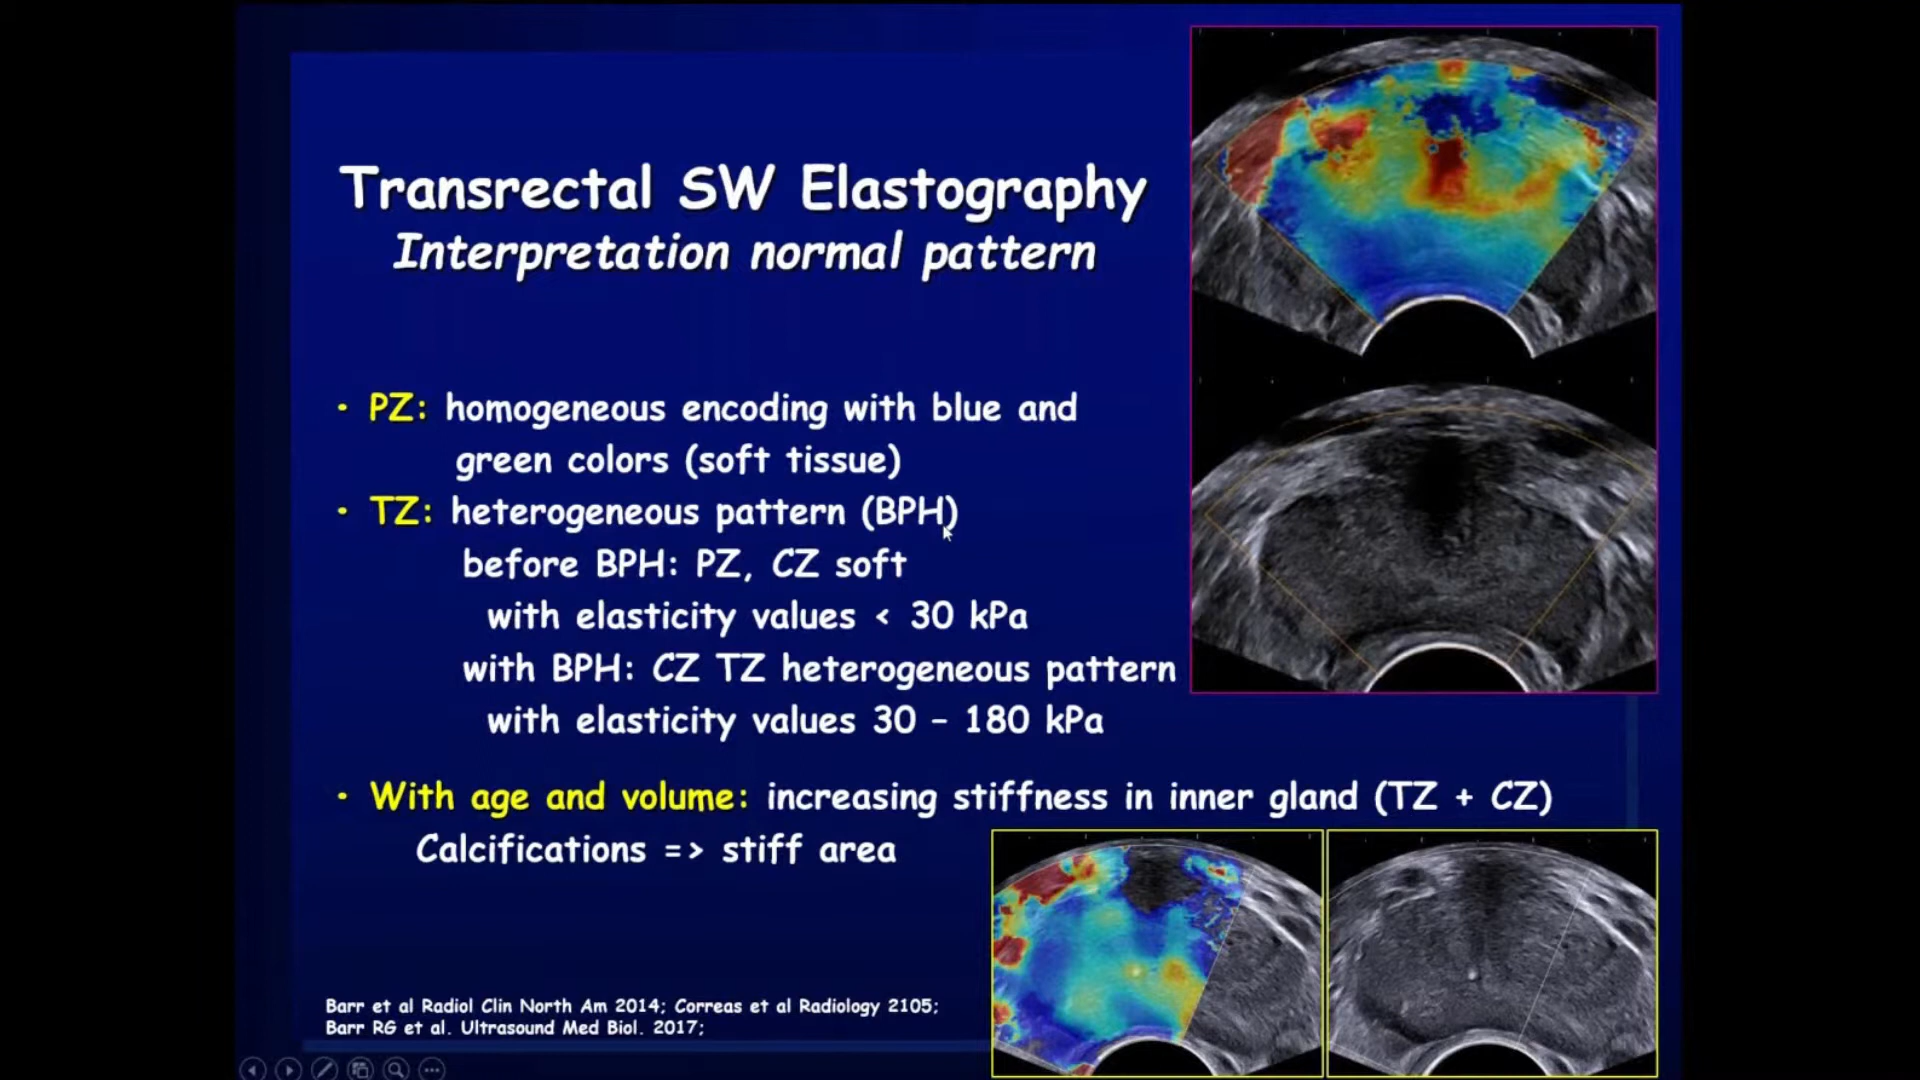 Transrectal SW Elastography
Interpretation normal pattern
• PZ: homogeneous encoding with blue and
green colors (soft tissue)
• TZ: heterogeneous pattern (BPH)
before BPH: PZ, CZ soft
with elasticity values < 30 kPa
with BPH: CZ TZ heterogeneous pattern
with elasticity values 30 – 180 kPa
• With age and volume: increasing stiffness in inner gland (TZ + CZ)
Calcifications => stiff area
Barr et al Radiol Clin North Am 2014; Correas et al Radiology 2105;
Barr RG et al. Ultrasound Med Biol. 2017;